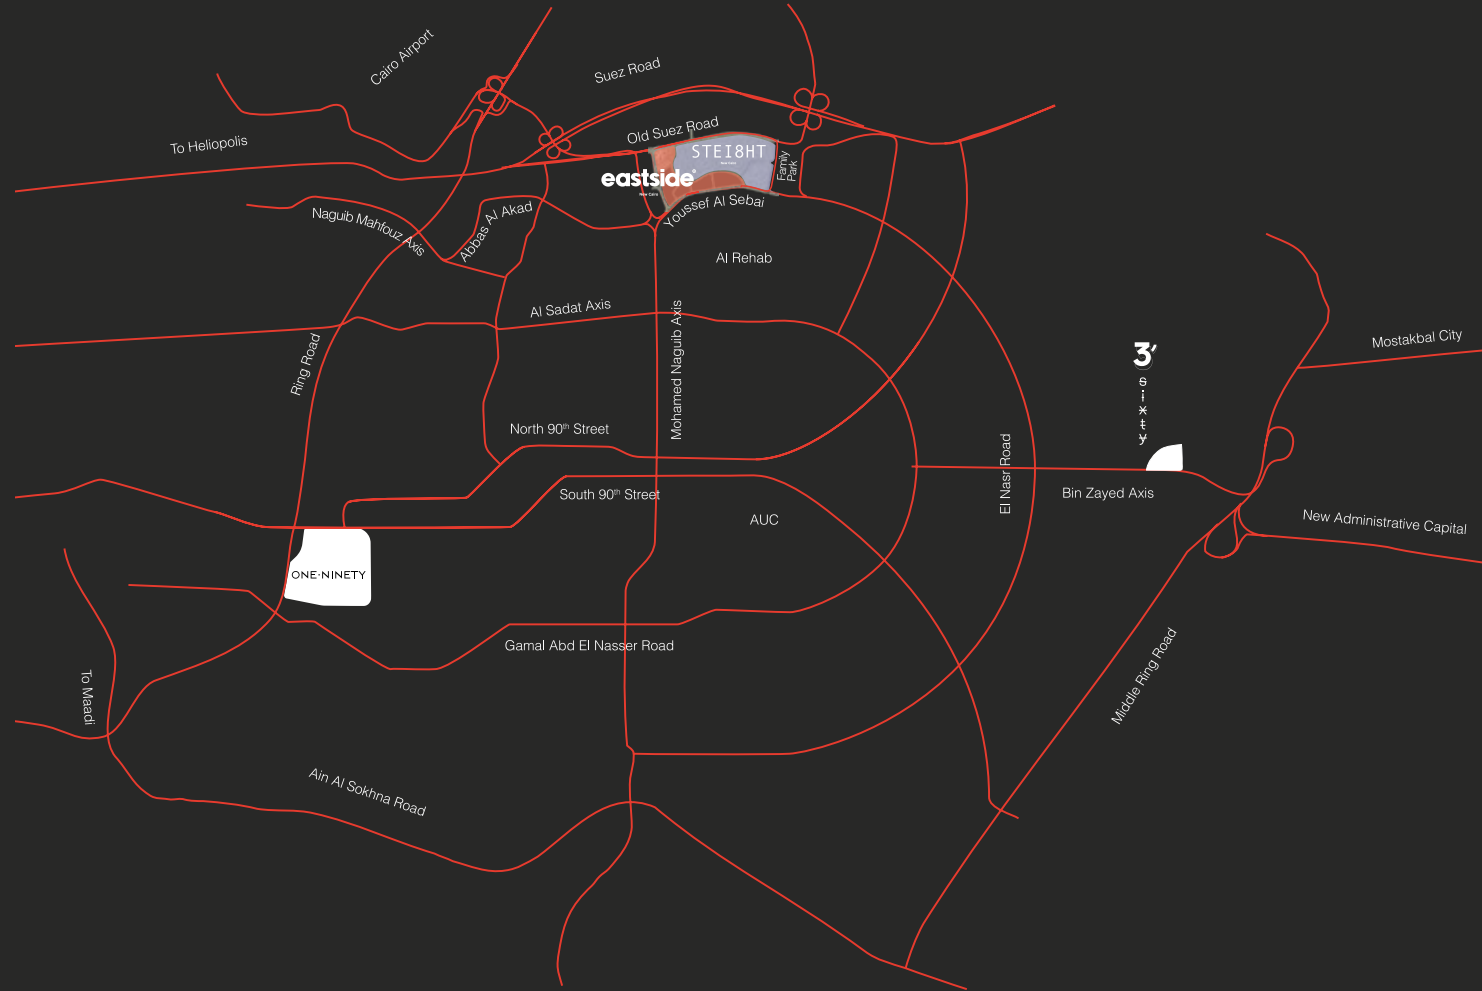 Cairo Airport
Suez Road
To Heliopolis
Old Suez Road
STEI8HT
Family
Park
eastside
New Cairo
Youssef Al Sebai
Naguib Mahfouz Axis
Abbas Al Akad
Al Rehab
Al Sadat Axis
Mohamed Naguib Axis
Ring Road
3'
sixty
Mostakbal City
North 90th Street
South 90th Street
El Nasr Road
Bin Zayed Axis
AUC
New Administrative Capital
ONE·NINETY
Gamal Abd El Nasser Road
To Maadi
Middle Ring Road
Ain Al Sokhna Road